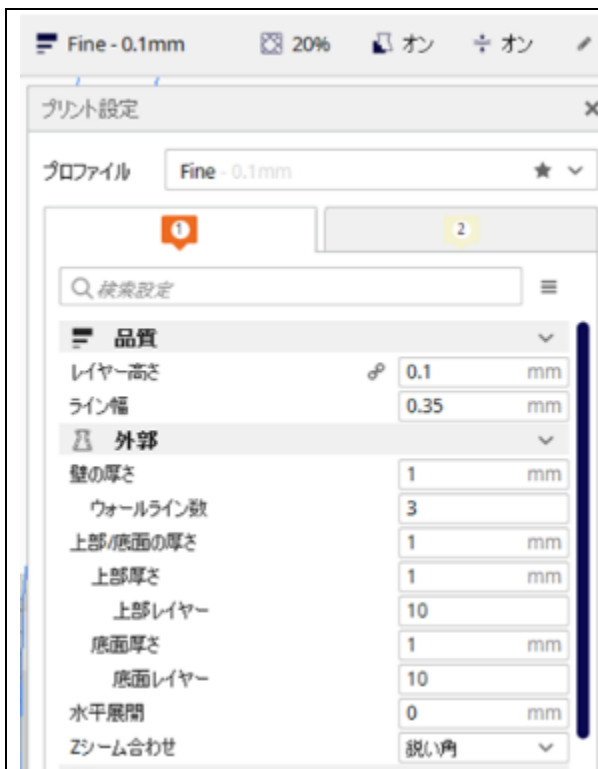 Fine - 0.1mm 20% オン オン
プリント設定
プロファイル Fine - 0.1mm
1 2
検索設定
品質
レイヤー高さ 0.1 mm
ライン幅 0.35 mm
外郭
壁の厚さ 1 mm
ウォールライン数 3
上部/底面の厚さ 1 mm
上部厚さ 1 mm
上部レイヤー 10
底面厚さ 1 mm
底面レイヤー 10
水平展開 0 mm
Zシーム合わせ 鋭い角